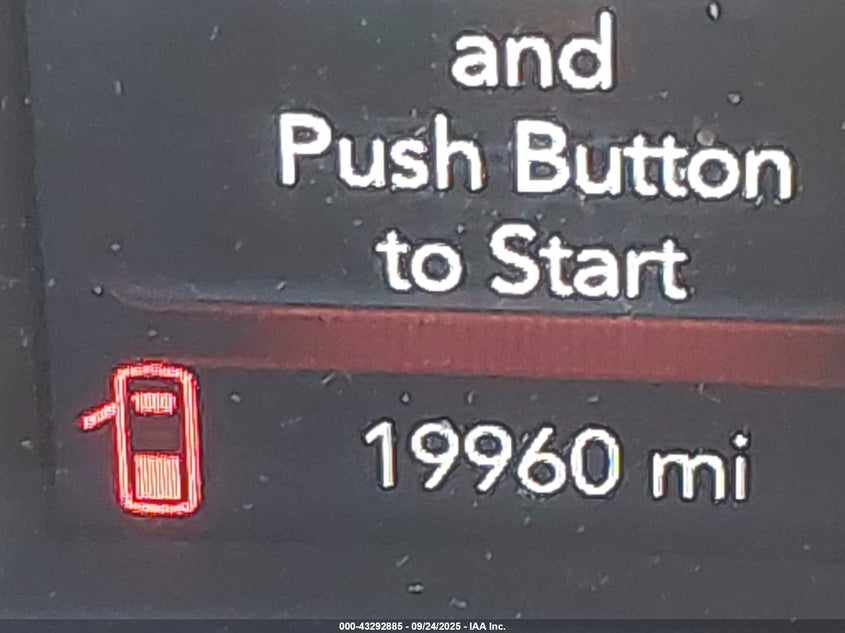 and
Push Button
to Start
19960 mi
000-43292885 - 09/24/2025 - IAA Inc.